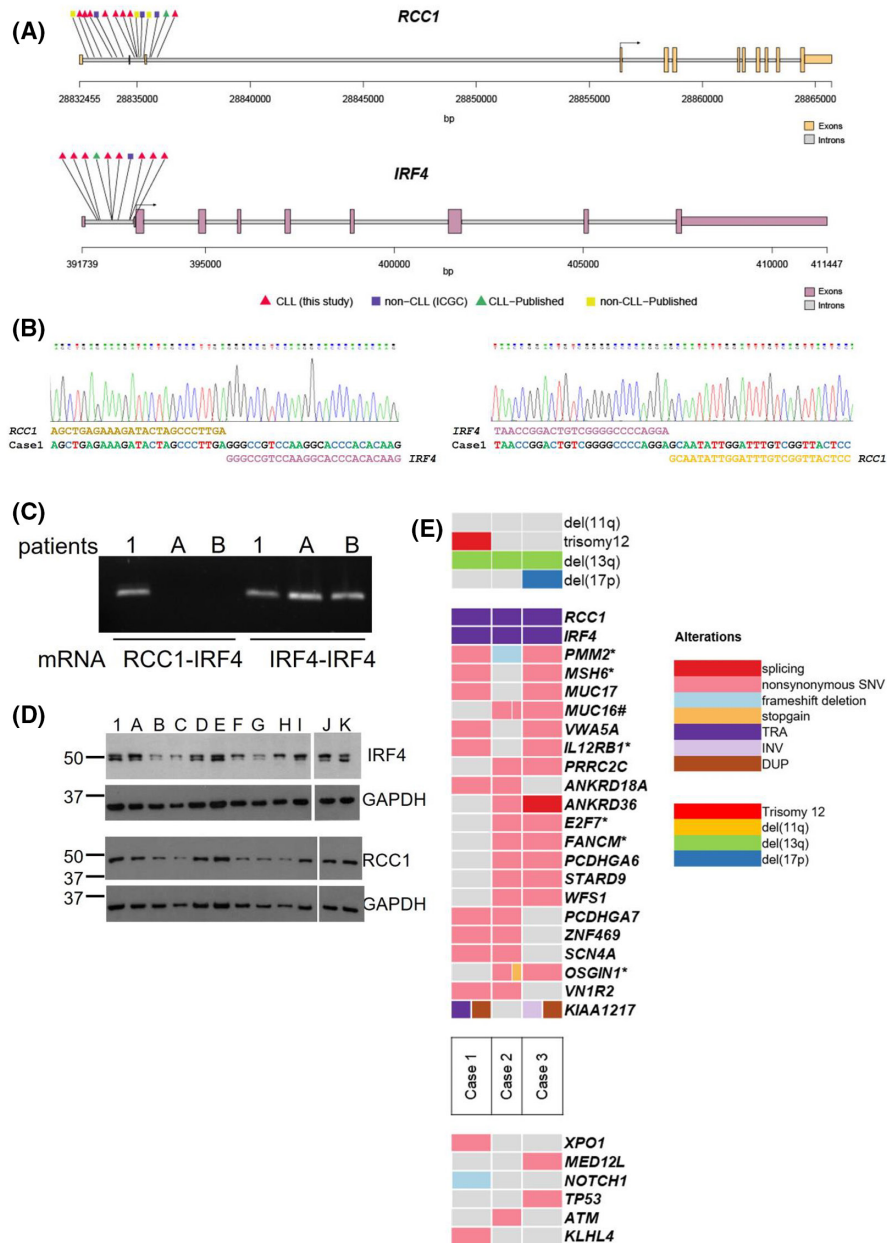 (A)
RCC1
28832455 28835000 28840000 28845000 28850000 28855000 28860000 28865000
bp
Exons
Introns
IRF4
391739 395000 400000 405000 410000 411447
bp
CLL (this study) non-CLL (ICGC) CLL-Published non-CLL-Published
Exons
Introns
(B)
RCC1 AGCTGAGAAAGATACTAGCCCTTGA
Case1 AGCTGAGAAAGATACTAGCCCTTGAGGGCCGTCCAAGGCACCCACACAAG
GGGCCGTCCAAGGCACCCACACAAG IRF4
IRF4 TAACCGGACTGTCGGGGCCCCAGGA
Case1 TAACCGGACTGTCGGGGCCCCAGGAGCAATATTGGATTTGTCGGTTACTCC
GCAATATTGGATTTGTCGGTTACTCC RCC1
(C)
patients 1 A B 1 A B
mRNA RCC1-IRF4 IRF4-IRF4
(D)
1 A B C D E F G H I J K
50 IRF4
37 GAPDH
50 RCC1
37
37 GAPDH
(E)
del(11q)
trisomy12
del(13q)
del(17p)
RCC1
IRF4
PMM2*
MSH6*
MUC17
MUC16#
VWA5A
IL12RB1*
PRRC2C
ANKRD18A
ANKRD36
E2F7*
FANCM*
PCDHGA6
STARD9
WFS1
PCDHGA7
ZNF469
SCN4A
OSGIN1*
VN1R2
KIAA1217
Case 1 Case 2 Case 3
XPO1
MED12L
NOTCH1
TP53
ATM
KLHL4
Alterations
splicing
nonsynonymous SNV
frameshift deletion
stopgain
TRA
INV
DUP
Trisomy 12
del(11q)
del(13q)
del(17p)